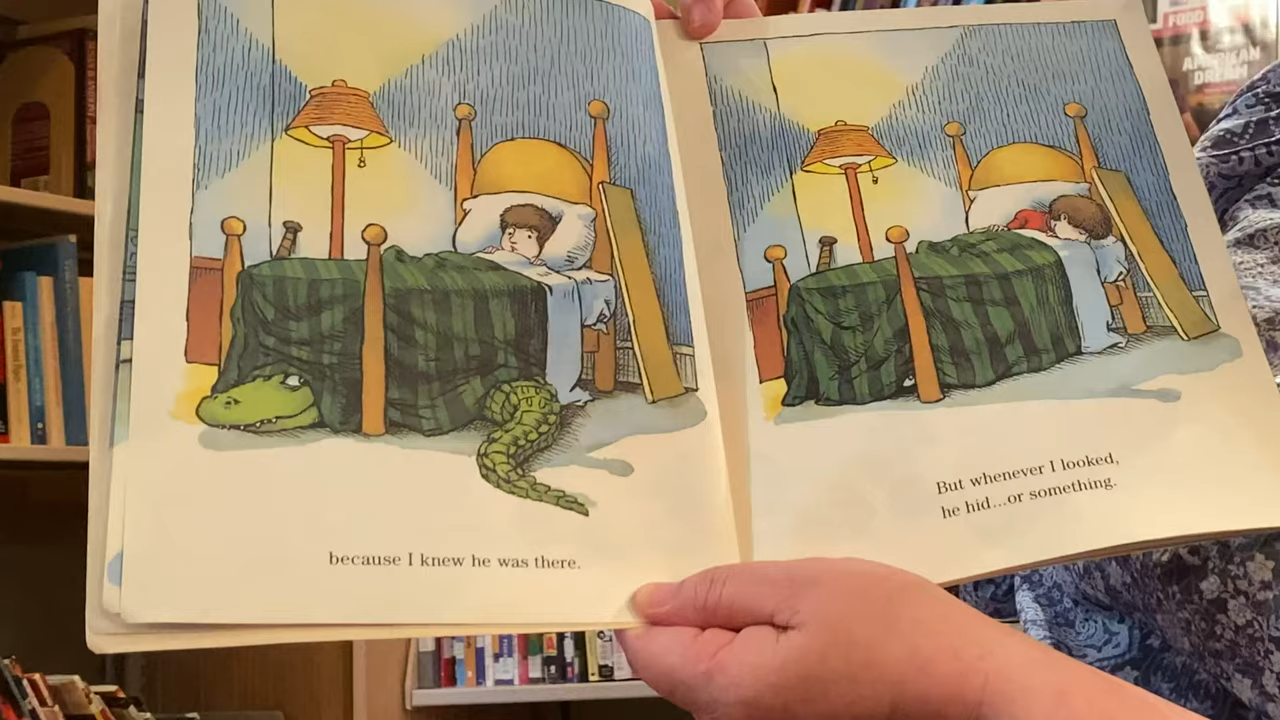 because I knew he was there.
But whenever I looked,
he hid...or something.
FOOD
AMERICAN
DREAM